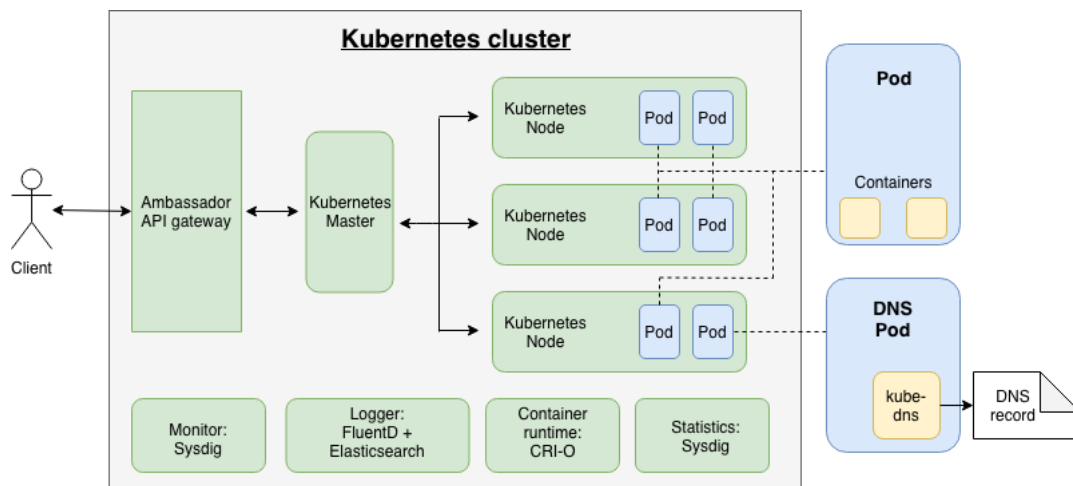 Kubernetes cluster
Client
Ambassador
API gateway
Kubernetes
Master
Kubernetes
Node
Pod
Pod
Kubernetes
Node
Pod
Pod
Kubernetes
Node
Pod
Pod
Pod
Containers
DNS
Pod
kube-
dns
DNS
record
Monitor:
Sysdig
Logger:
FluentD +
Elasticsearch
Container
runtime:
CRI-O
Statistics:
Sysdig